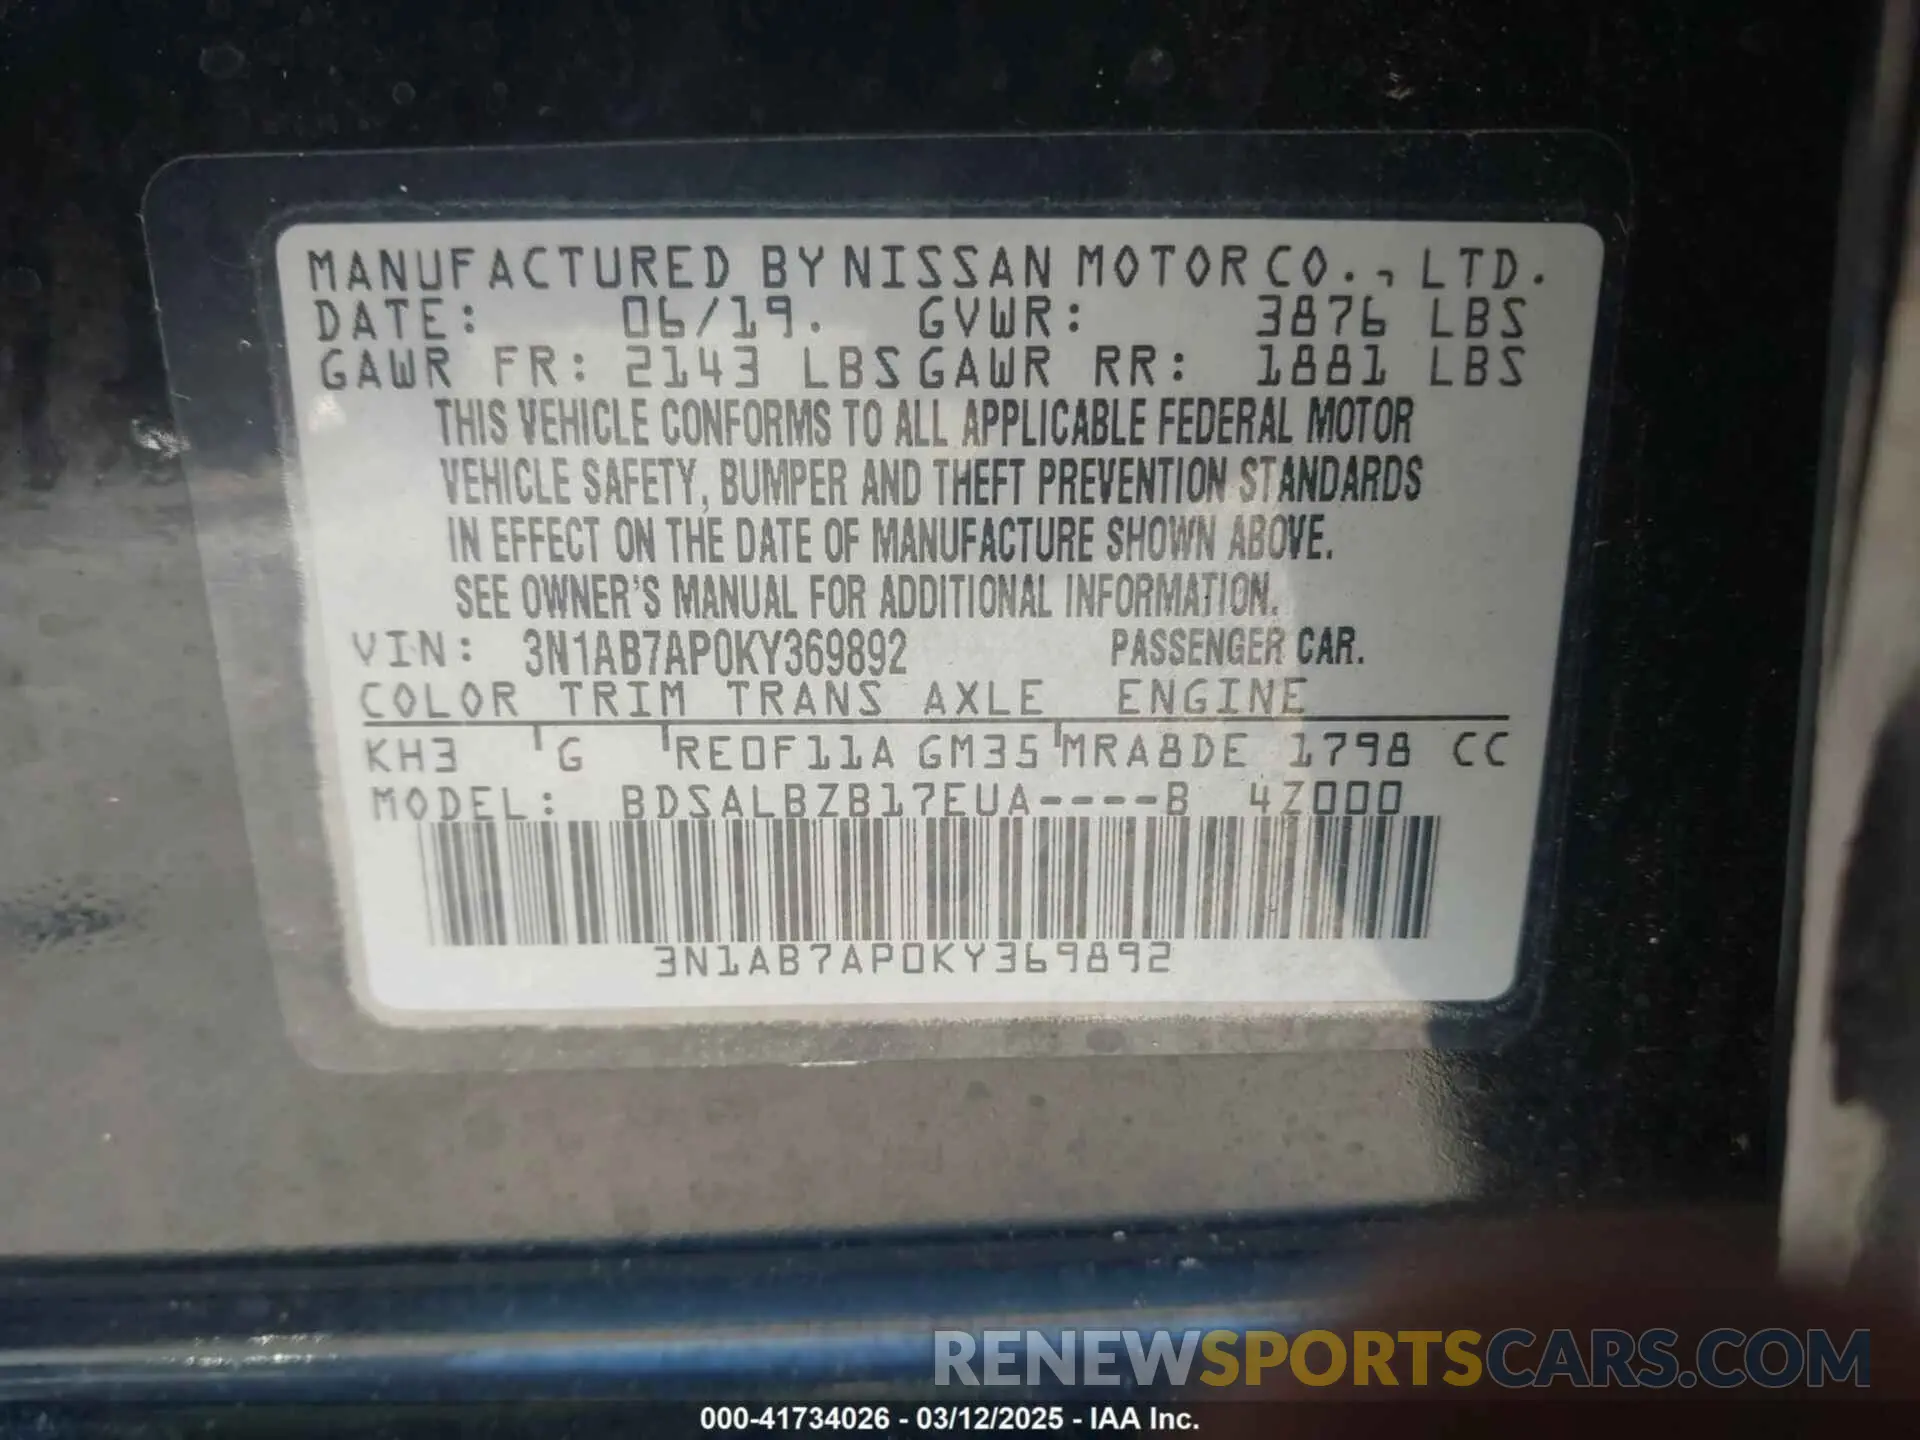 MANUFACTURED BY NISSAN MOTOR CO., LTD.
DATE: 06/19. GVWR: 3876 LBS
GAWR FR: 2143 LBS GAWR RR: 1881 LBS
THIS VEHICLE CONFORMS TO ALL APPLICABLE FEDERAL MOTOR
VEHICLE SAFETY, BUMPER AND THEFT PREVENTION STANDARDS
IN EFFECT ON THE DATE OF MANUFACTURE SHOWN ABOVE.
SEE OWNER'S MANUAL FOR ADDITIONAL INFORMATION.
VIN: 3N1AB7AP0KY369892 PASSENGER CAR.
COLOR TRIM TRANS AXLE ENGINE
KH3 G RE0F11A GM35 MRA8DE 1798 CC
MODEL: BDSALBZB17EUA----B 4Z000
3N1AB7AP0KY369892
RENEWSPORTSCARS.COM
000-41734026 - 03/12/2025 - IAA Inc.